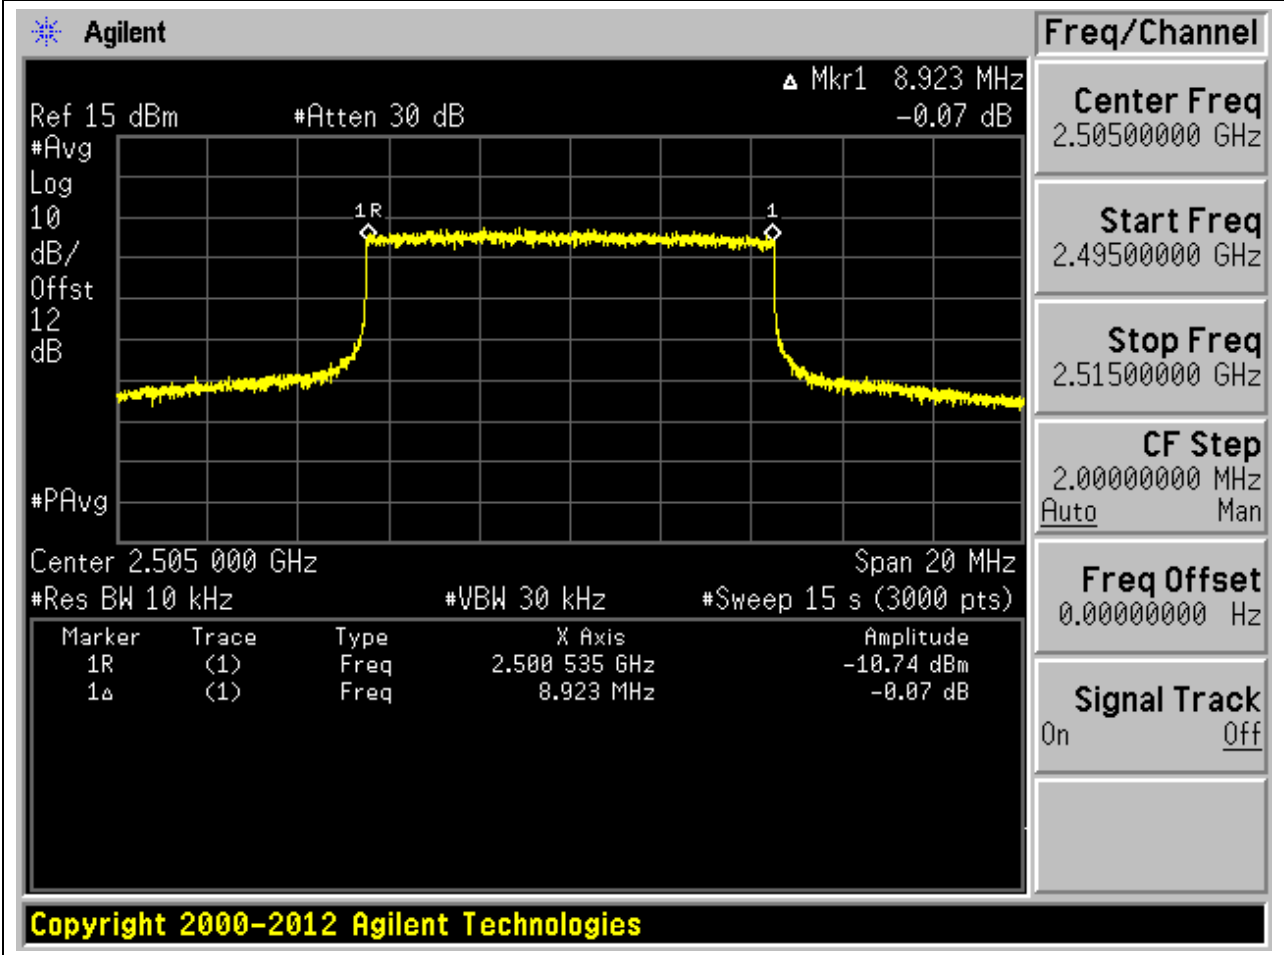 Agilent
Freq/Channel
Δ Mkr1 8.923 MHz
Ref 15 dBm #Atten 30 dB -0.07 dB
#Avg
Log
10
dB/
Offst
12
dB
1R
1
#PAvg
Center 2.505 000 GHz Span 20 MHz
#Res BW 10 kHz #VBW 30 kHz #Sweep 15 s (3000 pts)
Marker Trace Type X Axis Amplitude
1R (1) Freq 2.500 535 GHz -10.74 dBm
1Δ (1) Freq 8.923 MHz -0.07 dB
Center Freq
2.50500000 GHz
Start Freq
2.49500000 GHz
Stop Freq
2.51500000 GHz
CF Step
2.00000000 MHz
Auto Man
Freq Offset
0.00000000 Hz
Signal Track
On Off
Copyright 2000-2012 Agilent Technologies